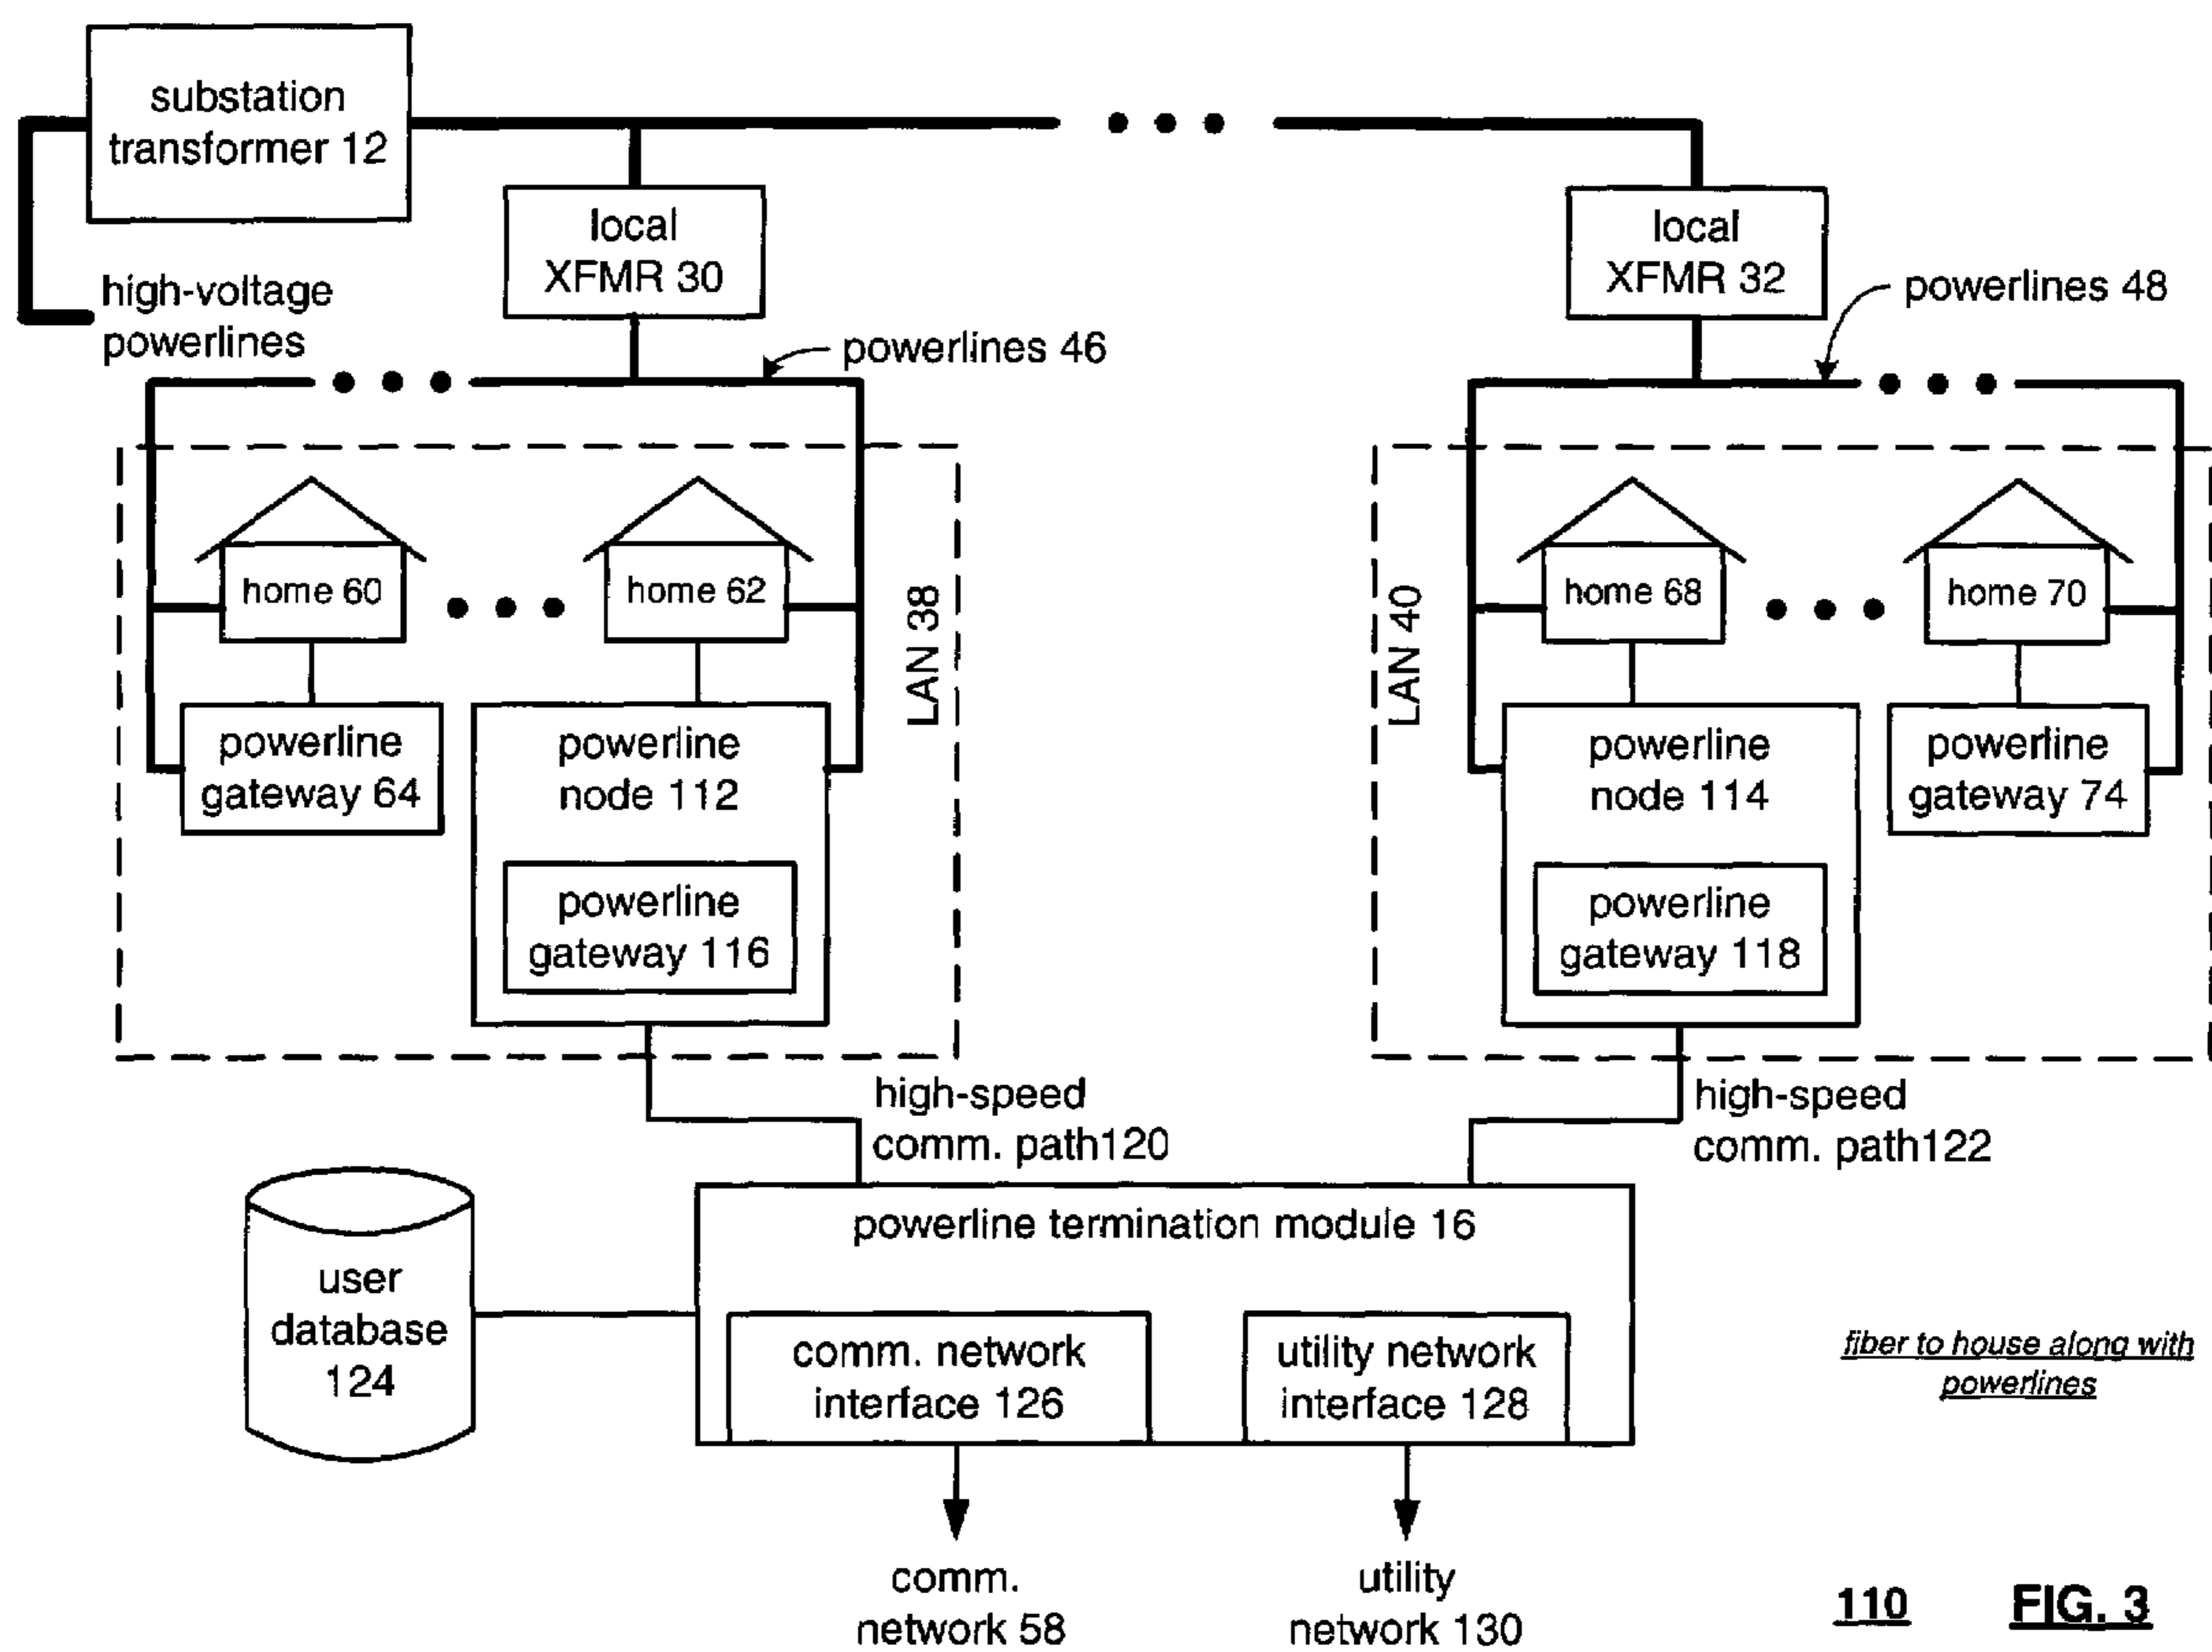 substation
transformer 12
high-voltage
powerlines
local
XFMR 30
local
XFMR 32
powerlines 46
powerlines 48
home 60
home 62
LAN 38
LAN 40
home 68
home 70
powerline
gateway 64
powerline
node 112
powerline
gateway 116
powerline
node 114
powerline
gateway 118
powerline
gateway 74
high-speed
comm. path120
high-speed
comm. path122
user
database
124
powerline termination module 16
comm. network
interface 126
utility network
interface 128
fiber to house along with
powerlines
comm.
network 58
utility
network 130
110
FIG. 3